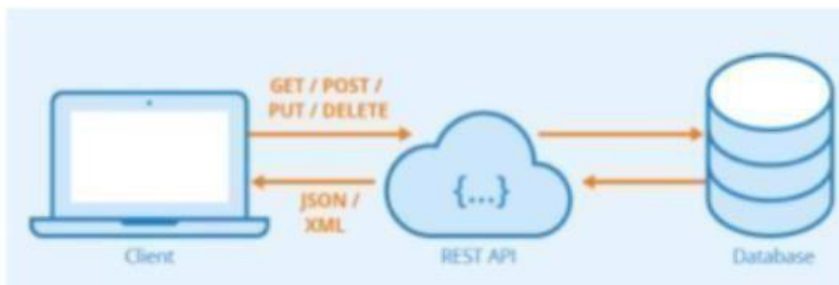 GET / POST /
PUT / DELETE
{...}
JSON /
XML
Client
REST API
Database